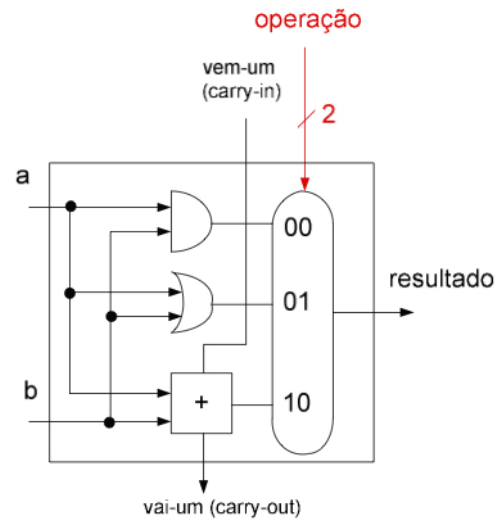 operação
vem-um
(carry-in)
2
a
00
01
resultado
b
+
10
vai-um (carry-out)